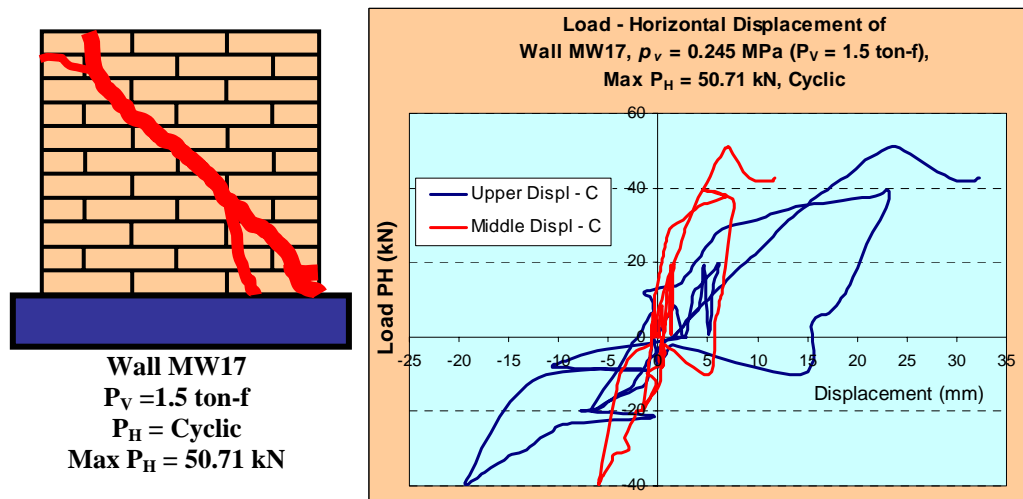 Wall MW17
PV =1.5 ton-f
PH = Cyclic
Max PH = 50.71 kN
Load - Horizontal Displacement of
Wall MW17, pv = 0.245 MPa (PV = 1.5 ton-f),
Max PH = 50.71 kN, Cyclic
Load PH (kN)
60
40
20
0
-20
-40
-25 -20 -15 -10 -5 0 5 10 15 20 25 30 35
Upper Displ - C
Middle Displ - C
Displacement (mm)